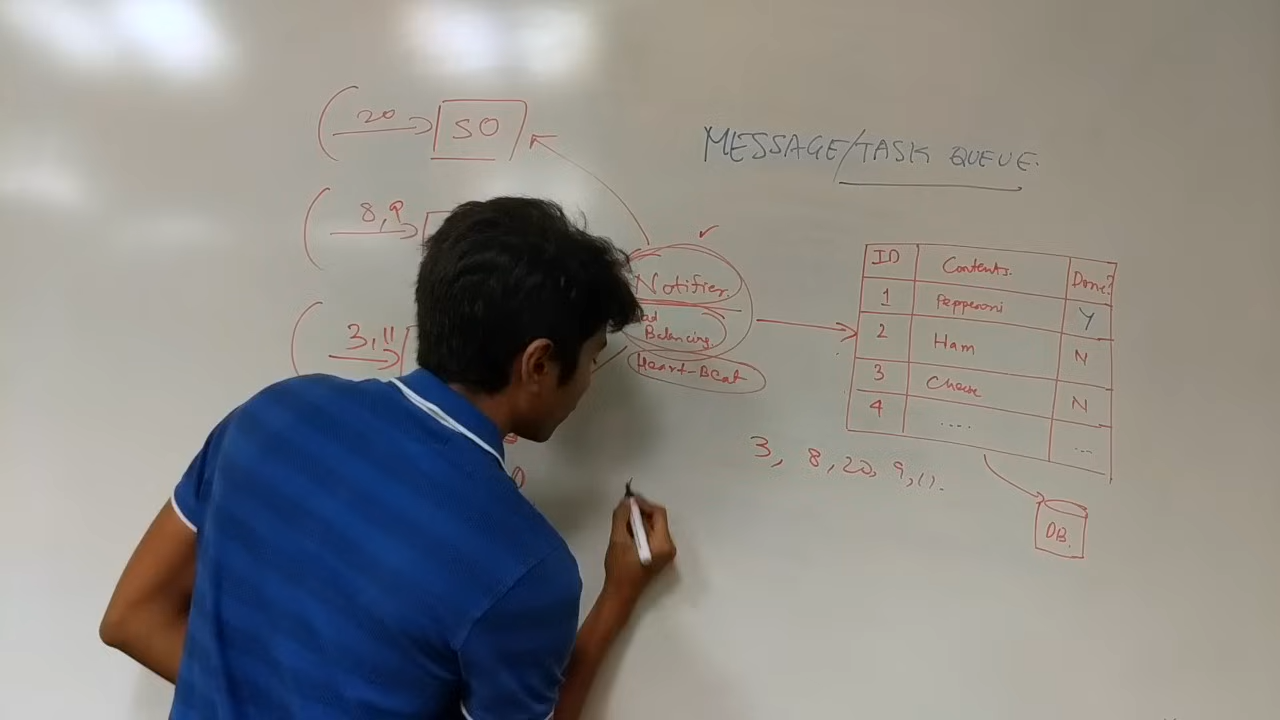 MESSAGE/TASK QUEUE
20
SO
8,9
3,11
Notifier
Balancing.
Heart-Beat
ID Contents. Done?
1 Pepperoni Y
2 Ham N
3 Cheese N
4 .... ...
3, 8, 20, 9, 11.
DB.